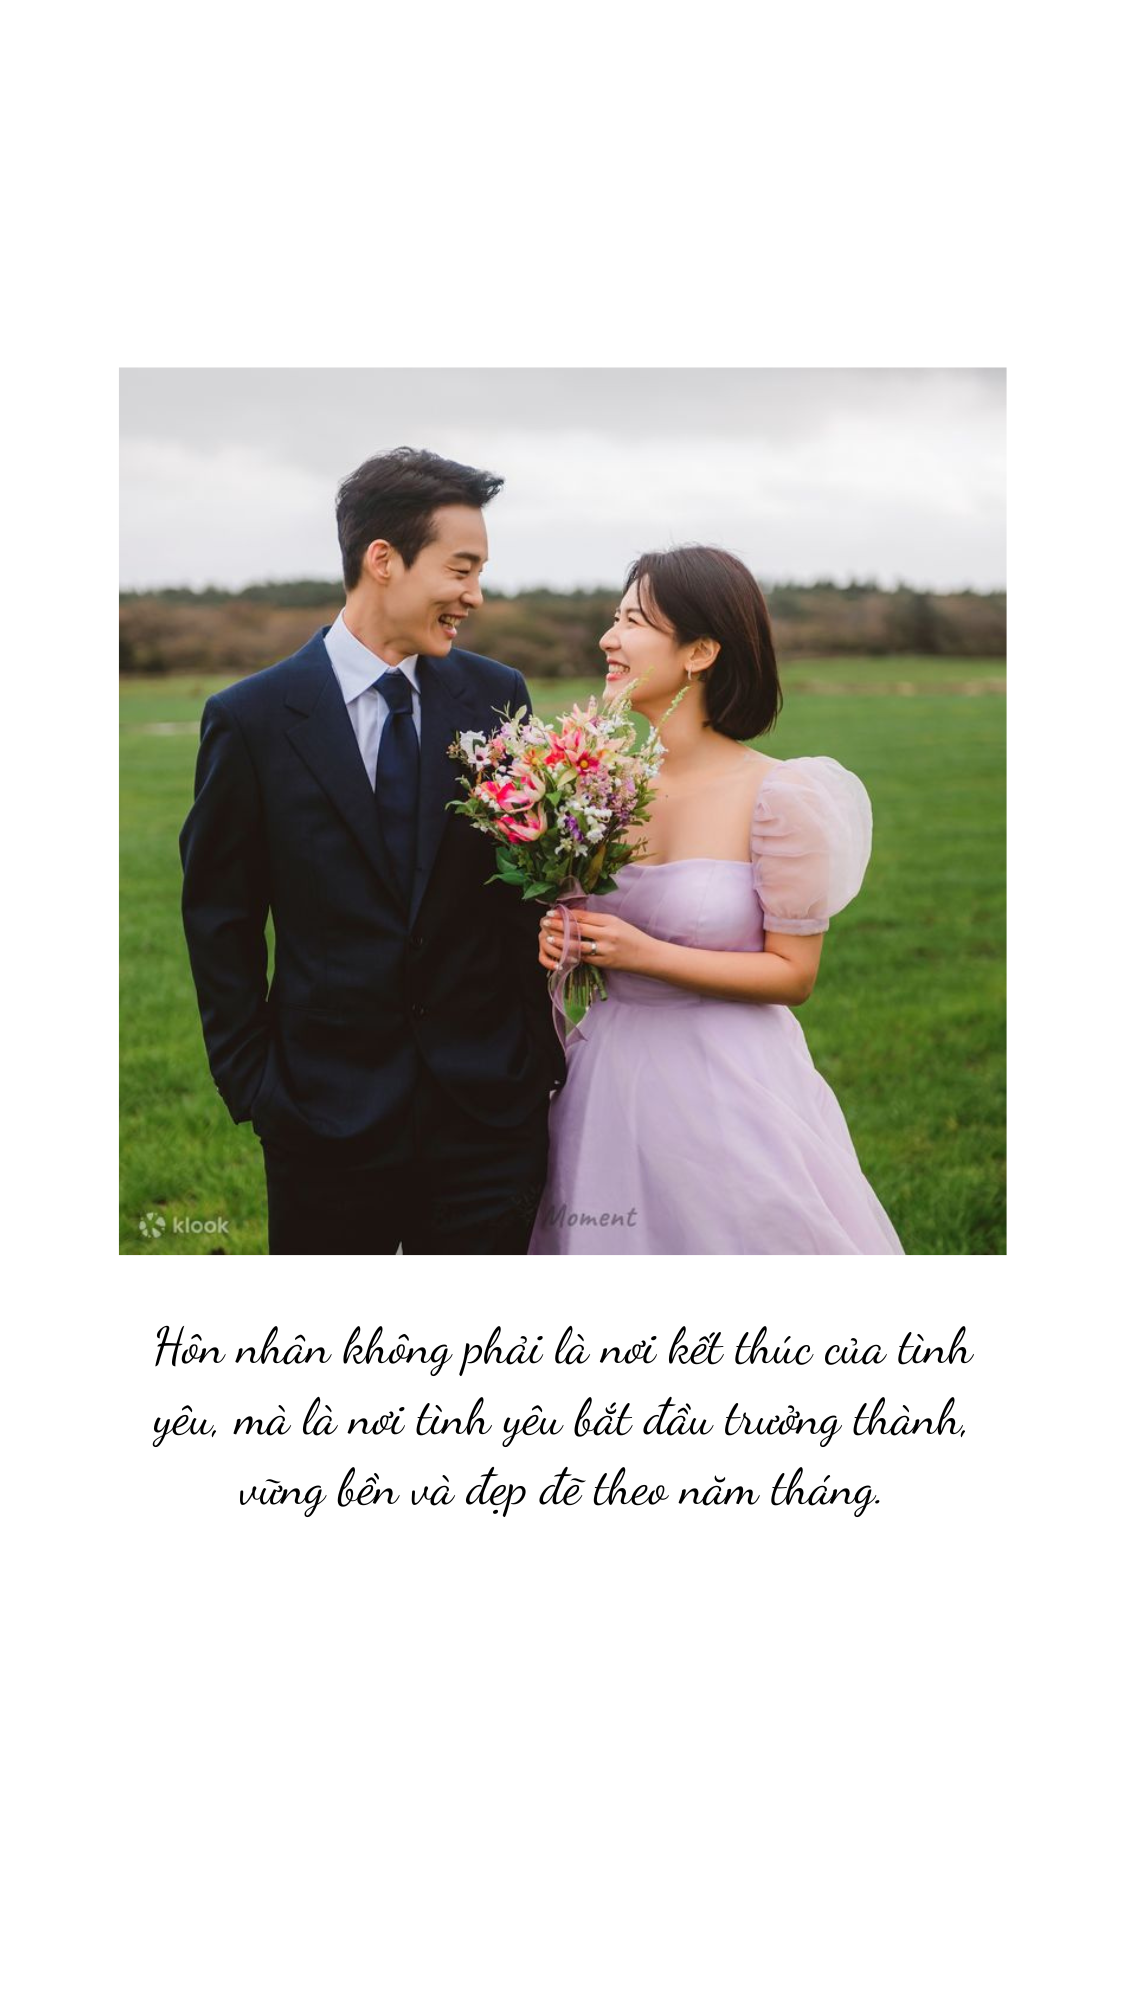 klook
Moment
Hôn nhân không phải là nơi kết thúc của tình
yêu, mà là nơi tình yêu bắt đầu trưởng thành,
vững bền và đẹp đẽ theo năm tháng.